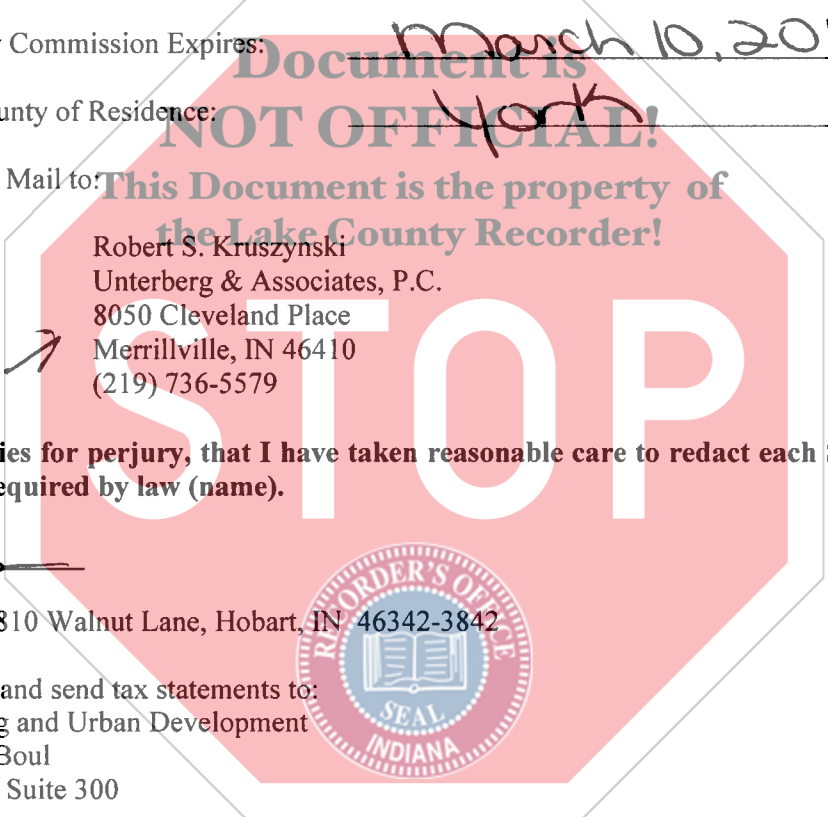 Commission Expires: March 10, 20
Document is
unty of Residence: York
NOT OFFICIAL!
Mail to:
This Document is the property of
the Lake County Recorder!
Robert S. Kruszynski
Unterberg & Associates, P.C.
8050 Cleveland Place
Merrillville, IN 46410
(219) 736-5579
STOP
ies for perjury, that I have taken reasonable care to redact each
equired by law (name).
RECORDER'S OFFICE
810 Walnut Lane, Hobart, IN 46342-3842
and send tax statements to:
g and Urban Development
SEAL
INDIANA
Boul
Suite 300